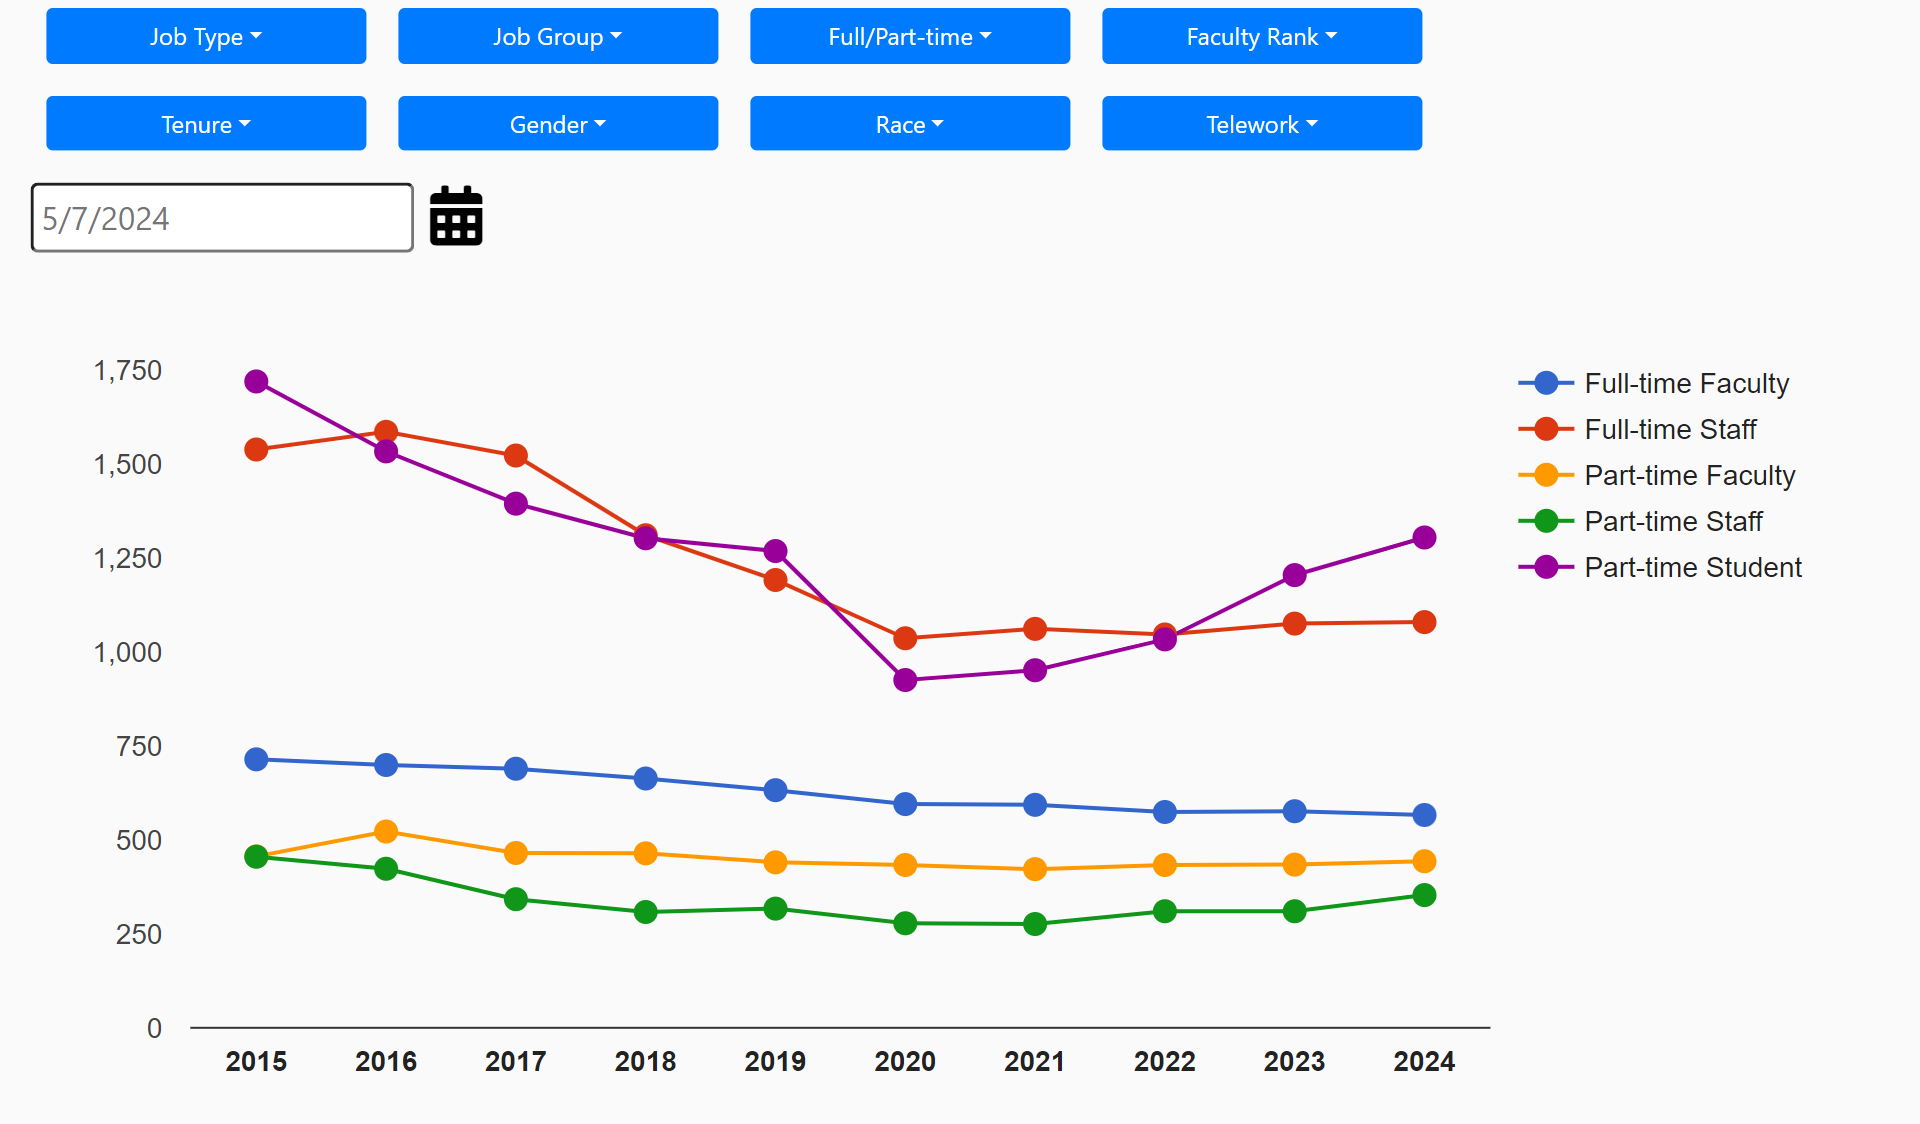 Job Type
Job Group
Full/Part-time
Faculty Rank
Tenure
Gender
Race
Telework
5/7/2024
1,750
1,500
1,250
1,000
750
500
250
0
2015 2016 2017 2018 2019 2020 2021 2022 2023 2024
Full-time Faculty
Full-time Staff
Part-time Faculty
Part-time Staff
Part-time Student